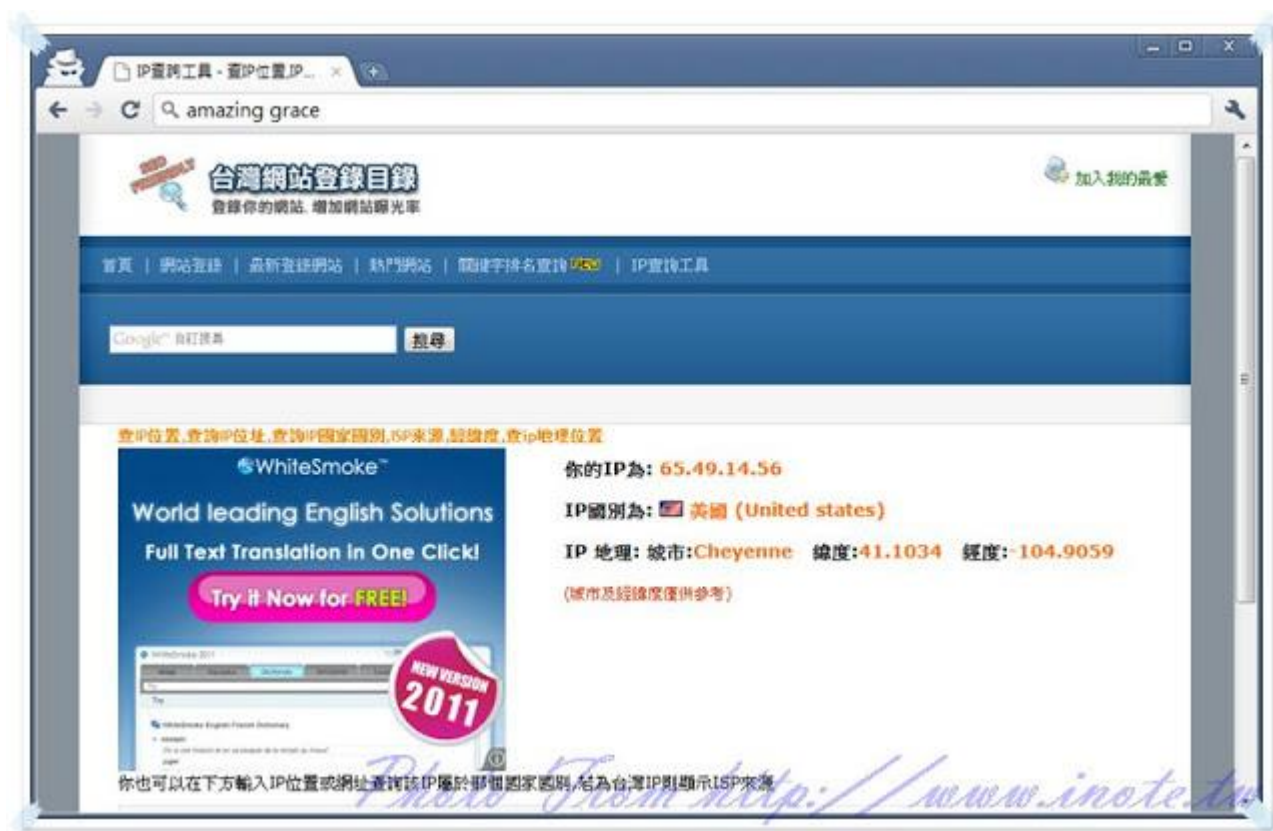 IP查詢工具 - 查IP位置,IP...
amazing grace
SEO FRIENDLY
台灣網站登錄目錄
登錄你的網站. 增加網站曝光率
加入我的最愛
首頁 | 網站登錄 | 最新登錄網站 | 熱門網站 | 關鍵字排名查詢 NEW | IP查詢工具
Google™ 自訂搜尋 搜尋
查IP位置,查詢IP位址,查詢IP國家國別,ISP來源,經緯度,查ip地理位置
WhiteSmoke™
World leading English Solutions
Full Text Translation in One Click!
Try it Now for FREE!
WhiteSmoke 2011
NEW VERSION
2011
WhiteSmoke English French Dictionary
你的IP為: 65.49.14.56
IP國別為: 美國 (United states)
IP 地理: 城市:Cheyenne 緯度:41.1034 經度:-104.9059
(城市及經緯度僅供參考)
你也可以在下方輸入IP位置或網址查詢該IP屬於那個國家國別,若為台灣IP則顯示ISP來源
Photo From http://www.inote.tw